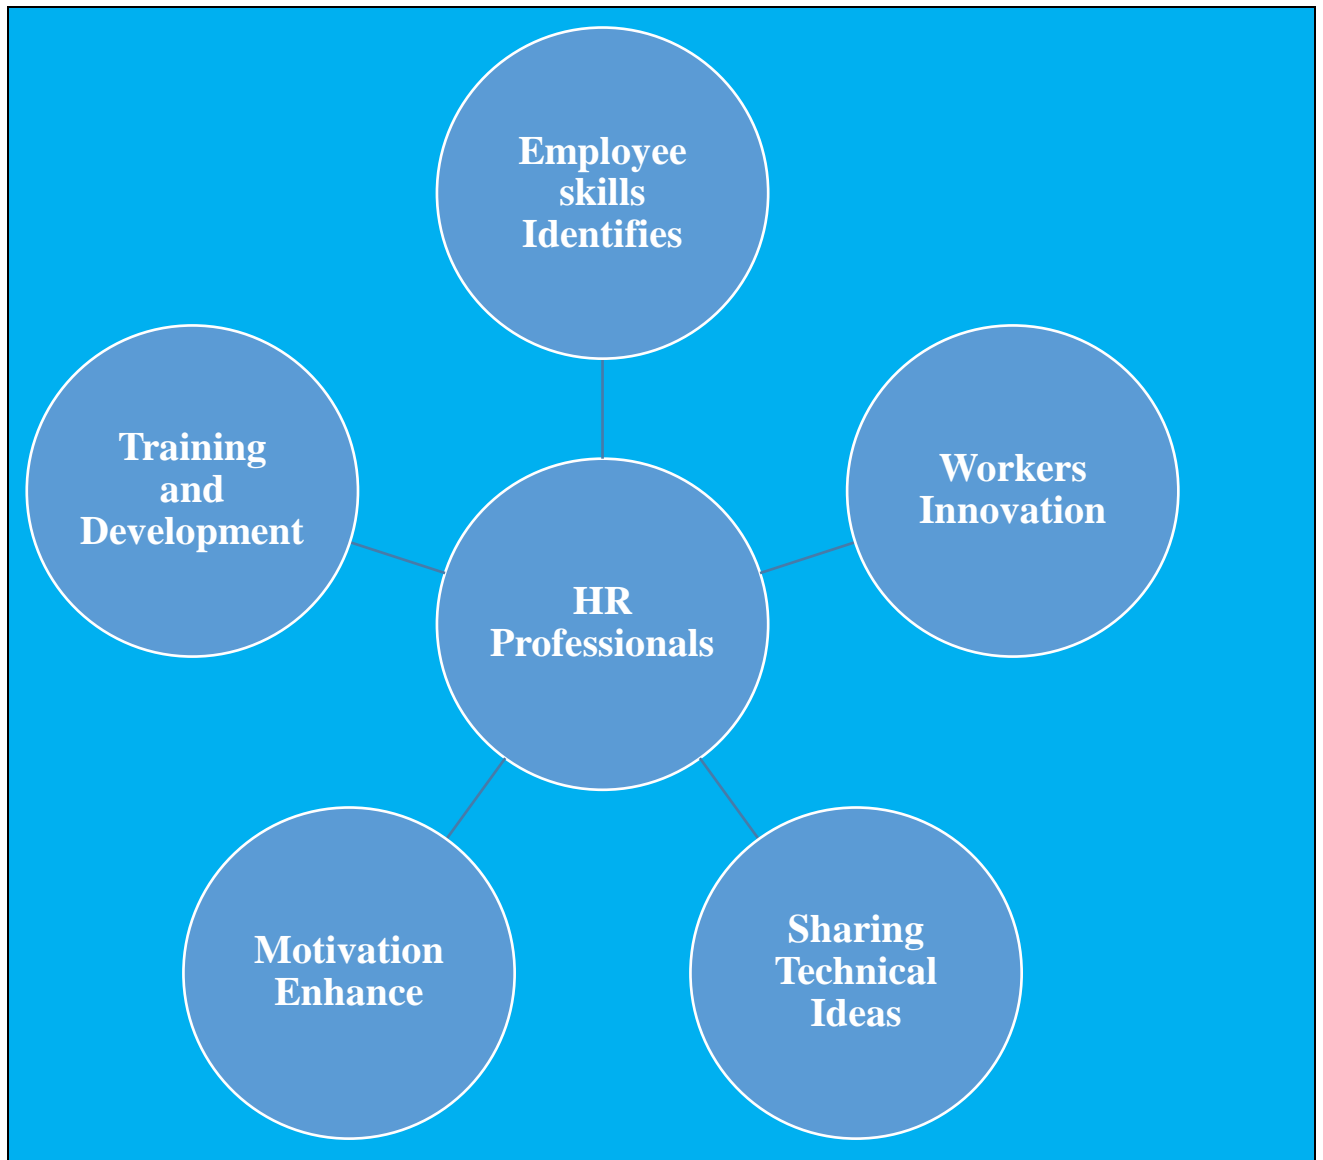 Employee
skills
Identifies
Training
and
Development
Workers
Innovation
HR
Professionals
Motivation
Enhance
Sharing
Technical
Ideas